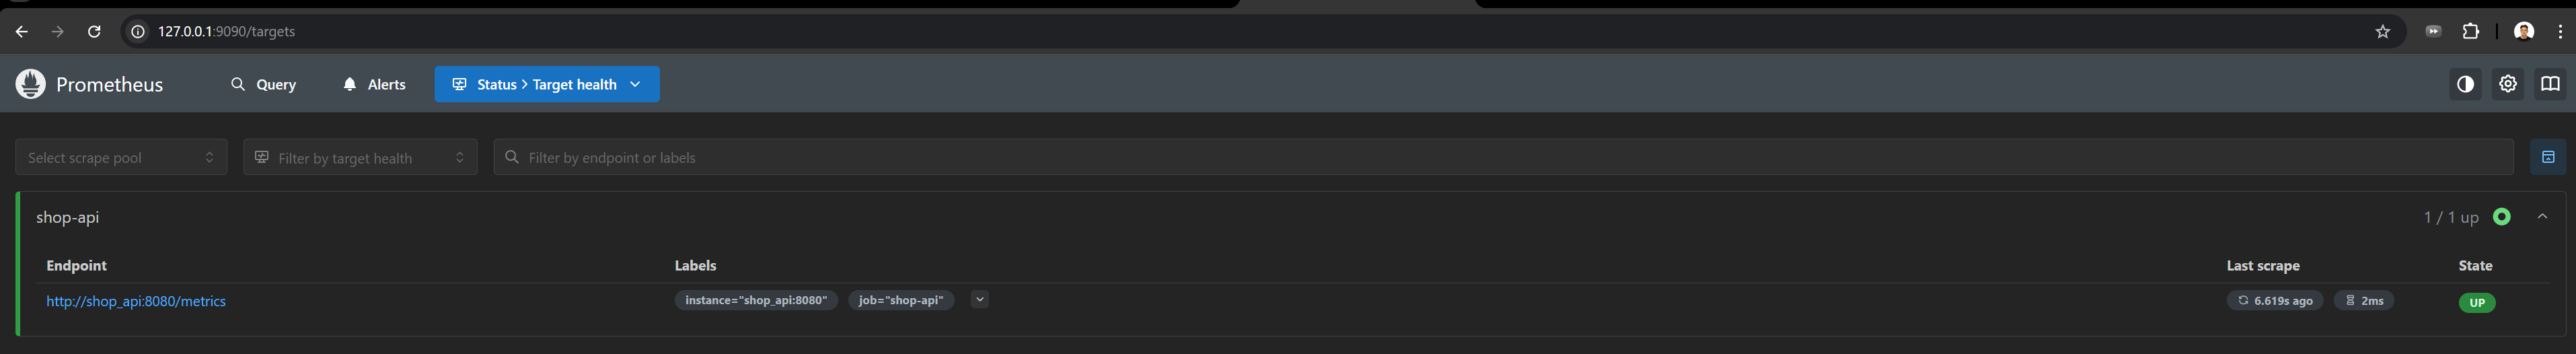 127.0.0.1:9090/targets
Prometheus Query Alerts Status > Target health
Select scrape pool Filter by target health Filter by endpoint or labels
shop-api 1 / 1 up
Endpoint Labels Last scrape State
http://shop_api:8080/metrics instance="shop_api:8080" job="shop-api" 6.619s ago 2ms UP